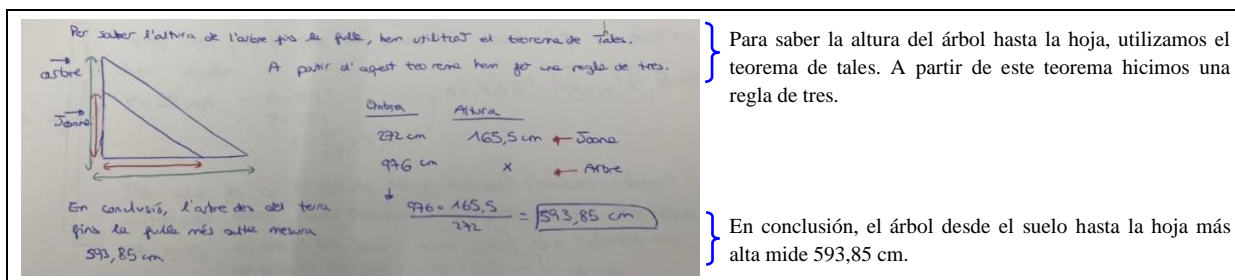 Per saber l'altura de l'arbre fins la fulla, hem utilitzat el teorema de Tales.
A partir d'aquest teorema hem fet una regla de tres.
arbre
Joana
Ombra Altura
272 cm 165,5 cm ← Joana
976 cm x ← Arbre
976 · 165,5
272
= 593,85 cm
En conclusió, l'arbre des del terra
fins la fulla més alta mesura
593,85 cm
Para saber la altura del árbol hasta la hoja, utilizamos el
teorema de tales. A partir de este teorema hicimos una
regla de tres.
En conclusión, el árbol desde el suelo hasta la hoja más
alta mide 593,85 cm.